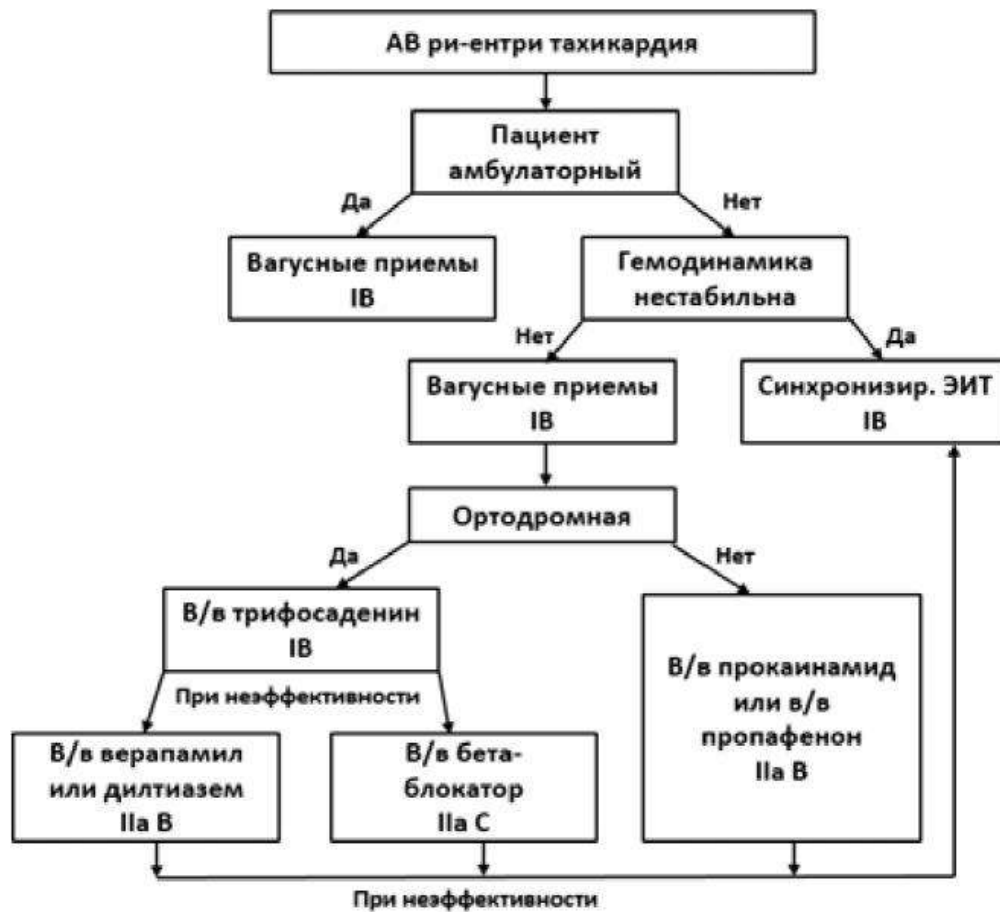 АВ ри-ентри тахикардия
Пациент
амбулаторный
Да
Нет
Вагусные приемы
IB
Гемодинамика
нестабильна
Нет
Да
Вагусные приемы
IB
Синхронизир. ЭИТ
IB
Ортодромная
Да
Нет
В/в трифосаденин
IB
В/в прокаинамид
или в/в
пропафенон
IIa B
При неэффективности
В/в верапамил
или дилтиазем
IIa B
В/в бета-
блокатор
IIa C
При неэффективности